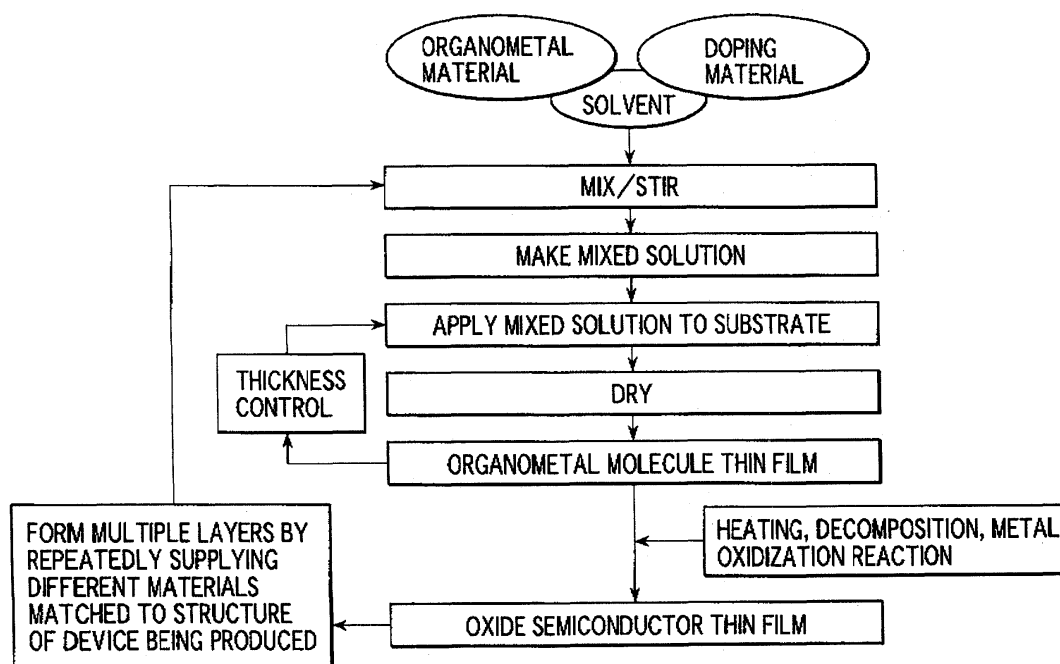 ORGANOMETAL
MATERIAL
DOPING
MATERIAL
SOLVENT
MIX/STIR
MAKE MIXED SOLUTION
APPLY MIXED SOLUTION TO SUBSTRATE
THICKNESS
CONTROL
DRY
ORGANOMETAL MOLECULE THIN FILM
FORM MULTIPLE LAYERS BY
REPEATEDLY SUPPLYING
DIFFERENT MATERIALS
MATCHED TO STRUCTURE
OF DEVICE BEING PRODUCED
HEATING, DECOMPOSITION, METAL
OXIDIZATION REACTION
OXIDE SEMICONDUCTOR THIN FILM